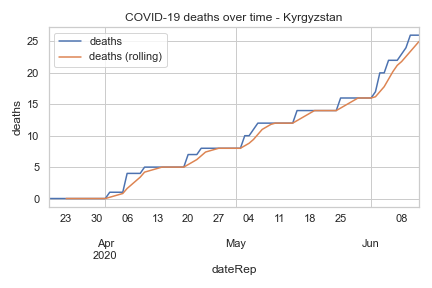 COVID-19 deaths over time - Kyrgyzstan
deaths
deaths (rolling)
25
20
15
10
5
0
deaths
23 30 06 13 20 27 04 11 18 25 08
Apr May Jun
2020
dateRep